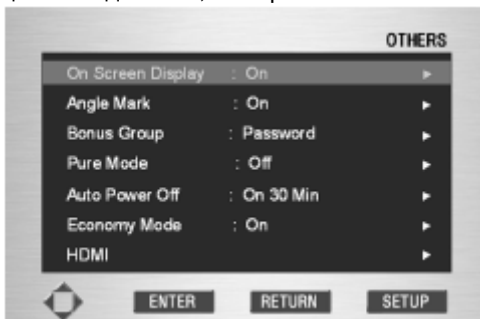 OTHERS
On Screen Display : On ►
Angle Mark : On ►
Bonus Group : Password ►
Pure Mode : Off ►
Auto Power Off : On 30 Min ►
Economy Mode : On ►
HDMI ►
ENTER RETURN SETUP